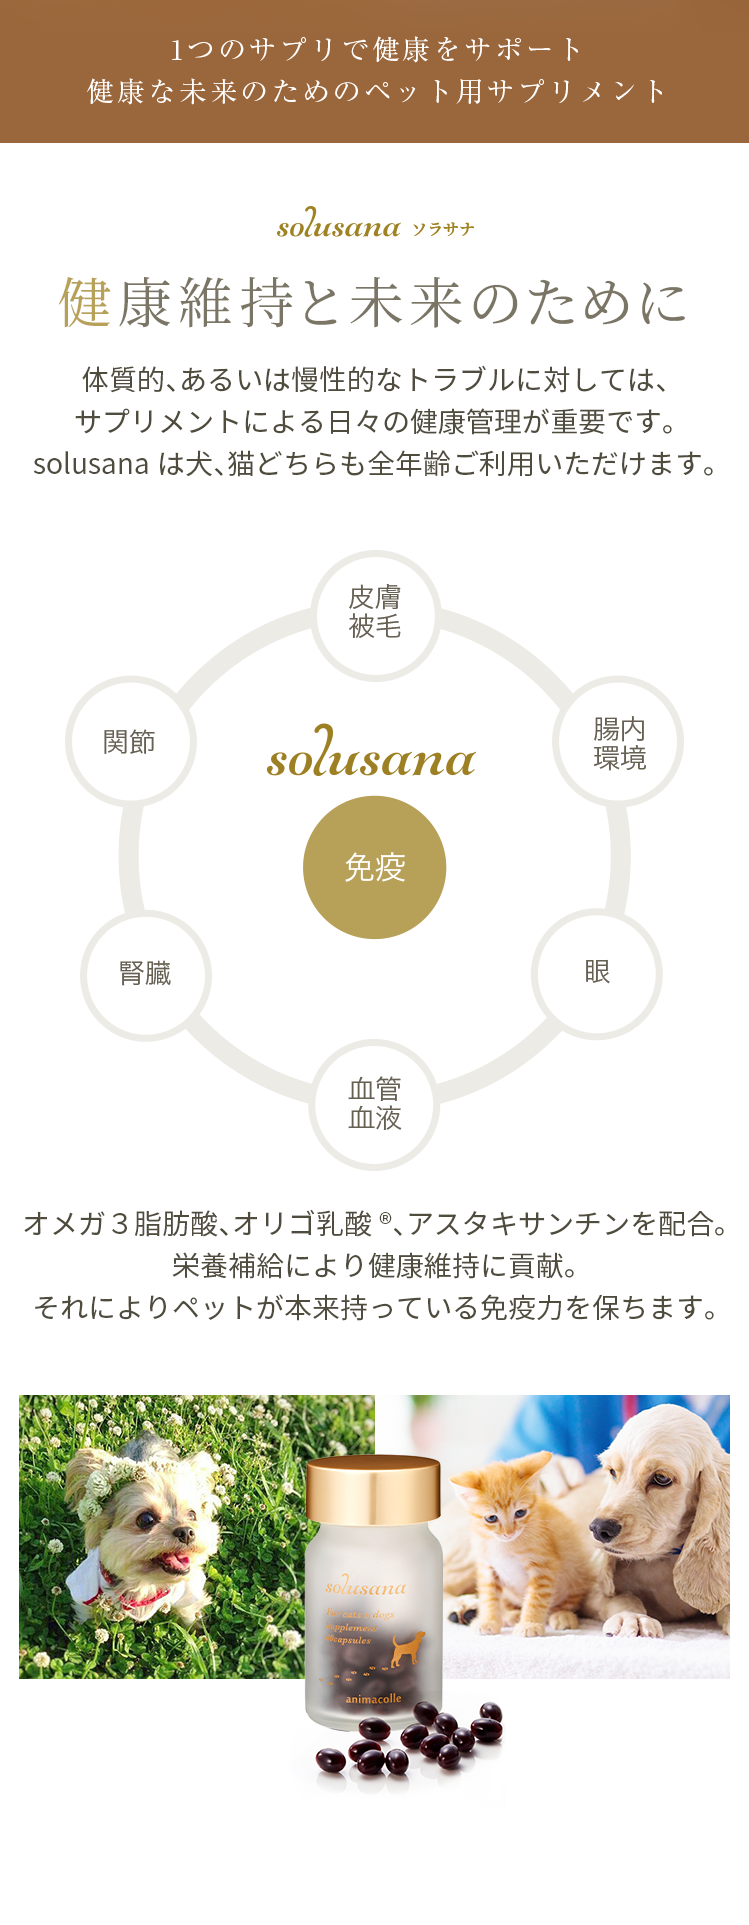 1つのサプリで健康をサポート
健康な未来のためのペット用サプリメント
solusana ソラサナ
健康維持と未来のために
体質的、あるいは慢性的なトラブルに対しては、
サプリメントによる日々の健康管理が重要です。
solusana は犬、猫どちらも全年齢ご利用いただけます。
皮膚
被毛
関節
腸内
環境
solusana
免疫
腎臓
眼
血管
血液
オメガ３脂肪酸、オリゴ乳酸®、アスタキサンチンを配合。
栄養補給により健康維持に貢献。
それによりペットが本来持っている免疫力を保ちます。
solusana
dogs
supplement
capsules
animacolle